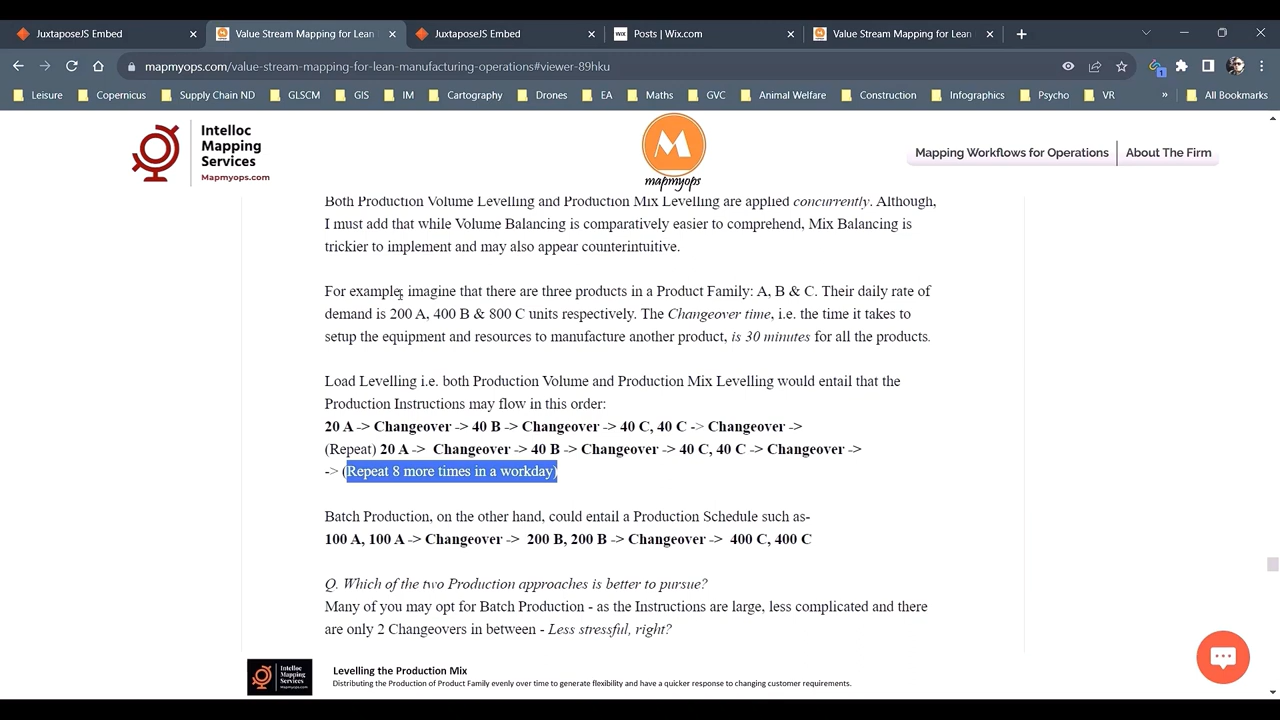 JuxtaposeJS Embed
Value Stream Mapping for Lean
JuxtaposeJS Embed
WIX Posts | Wix.com
Value Stream Mapping for Lean
mapmyops.com/value-stream-mapping-for-lean-manufacturing-operations#viewer-89hku
1
Leisure Copernicus Supply Chain ND GLSCM GIS IM Cartography Drones EA Maths GVC Animal Welfare Construction Infographics Psycho VR » All Bookmarks
Intelloc
Mapping
Services
Mapmyops.com
M
mapmyops
Mapping Workflows for Operations
About The Firm
Both Production Volume Levelling and Production Mix Levelling are applied concurrently. Although,
I must add that while Volume Balancing is comparatively easier to comprehend, Mix Balancing is
trickier to implement and may also appear counterintuitive.
For example, imagine that there are three products in a Product Family: A, B & C. Their daily rate of
demand is 200 A, 400 B & 800 C units respectively. The Changeover time, i.e. the time it takes to
setup the equipment and resources to manufacture another product, is 30 minutes for all the products.
Load Levelling i.e. both Production Volume and Production Mix Levelling would entail that the
Production Instructions may flow in this order:
20 A -> Changeover -> 40 B -> Changeover -> 40 C, 40 C -> Changeover ->
(Repeat) 20 A -> Changeover -> 40 B -> Changeover -> 40 C, 40 C -> Changeover ->
-> (Repeat 8 more times in a workday)
Batch Production, on the other hand, could entail a Production Schedule such as-
100 A, 100 A -> Changeover -> 200 B, 200 B -> Changeover -> 400 C, 400 C
Q. Which of the two Production approaches is better to pursue?
Many of you may opt for Batch Production - as the Instructions are large, less complicated and there
are only 2 Changeovers in between - Less stressful, right?
Intelloc
Mapping
Services
Mapmyops.com
Levelling the Production Mix
Distributing the Production of Product Family evenly over time to generate flexibility and have a quicker response to changing customer requirements.